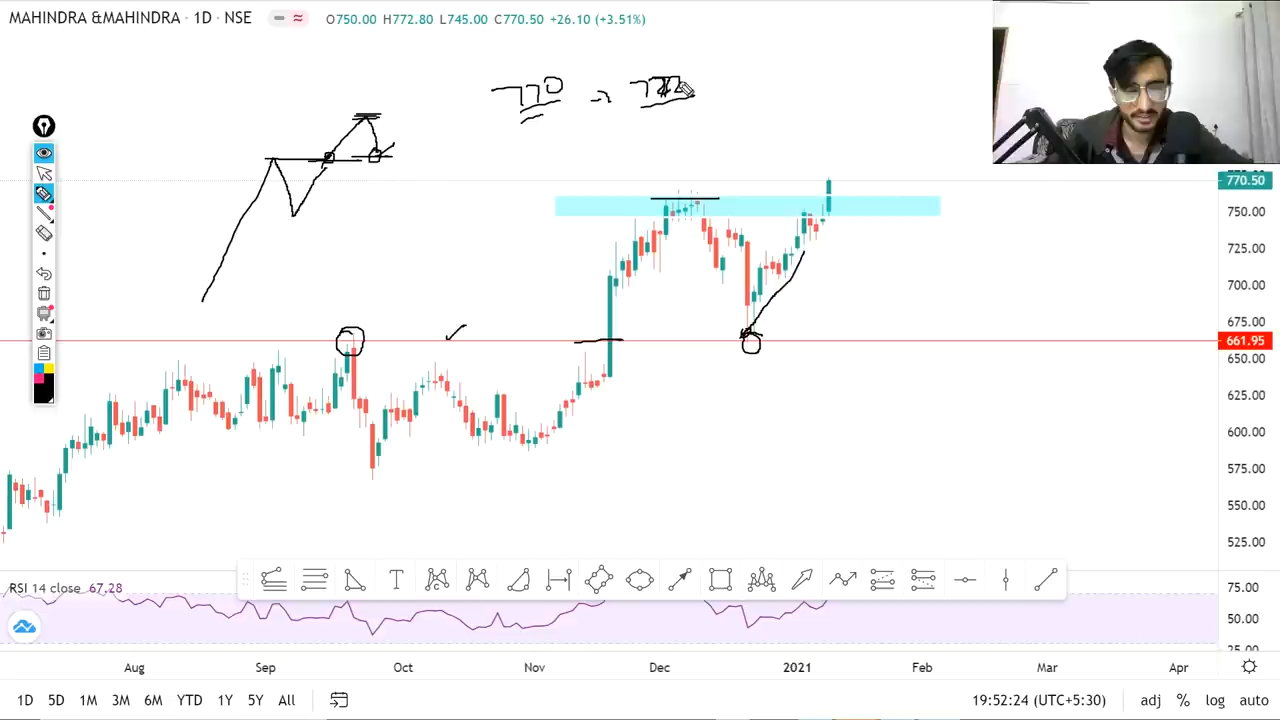 MAHINDRA &MAHINDRA · 1D · NSE
O750.00 H772.80 L745.00 C770.50 +26.10 (+3.51%)
770
770.50
750.00
725.00
700.00
675.00
661.95
650.00
625.00
600.00
575.00
550.00
525.00
T
RSI 14 close 67.28
75.00
50.00
25.00
Aug Sep Oct Nov Dec 2021 Feb Mar Apr
1D 5D 1M 3M 6M YTD 1Y 5Y All 19:52:24 (UTC+5:30) adj % log auto